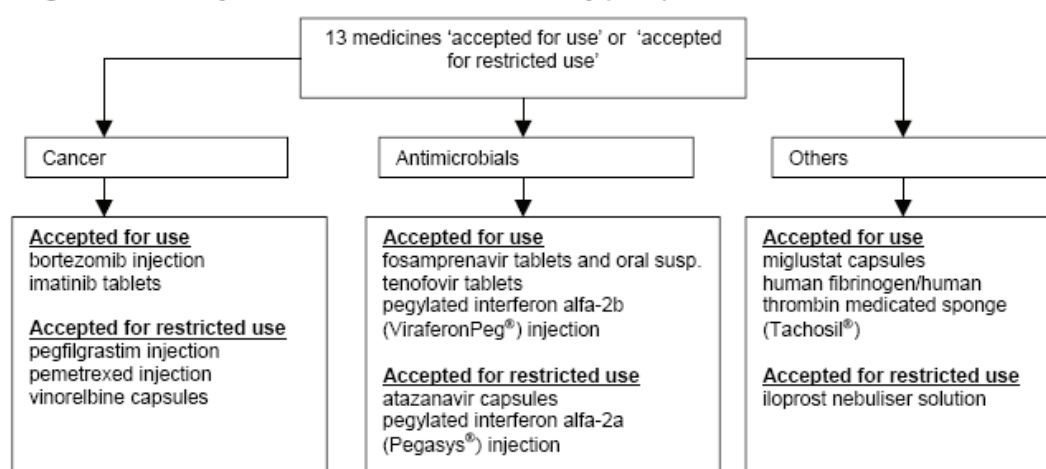 13 medicines ‘accepted for use’ or ‘accepted
for restricted use’
Cancer
Antimicrobials
Others
Accepted for use
bortezomib injection
imatinib tablets
Accepted for restricted use
pegfilgrastim injection
pemetrexed injection
vinorelbine capsules
Accepted for use
fosamprenavir tablets and oral susp.
tenofovir tablets
pegylated interferon alfa-2b
(ViraferonPeg®) injection
Accepted for restricted use
atazanavir capsules
pegylated interferon alfa-2a
(Pegasys®) injection
Accepted for use
miglustat capsules
human fibrinogen/human
thrombin medicated sponge
(Tachosil®)
Accepted for restricted use
iloprost nebuliser solution